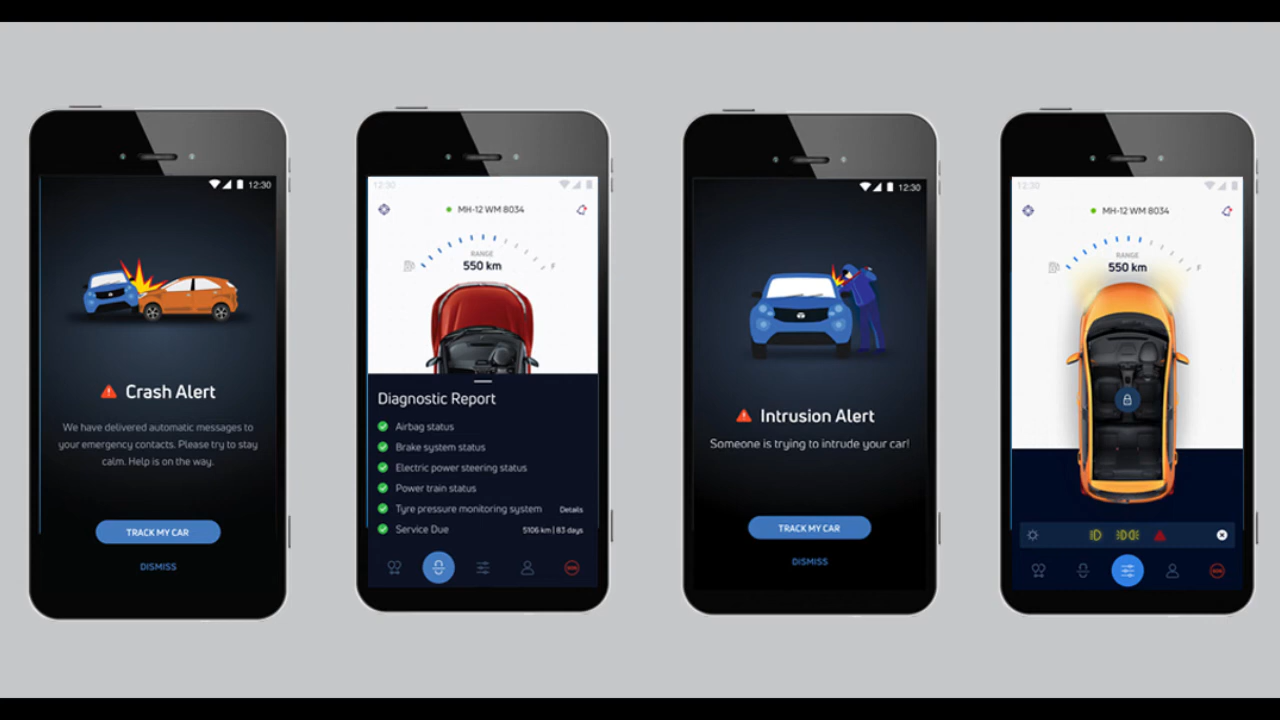 12:30
Crash Alert
We have delivered automatic messages to
your emergency contacts. Please try to stay
calm. Help is on the way.
TRACK MY CAR
DISMISS
12:30
MH-12 WM 8034
RANGE
550 km
F
Diagnostic Report
Airbag status
Brake system status
Electric power steering status
Power train status
Tyre pressure monitoring system Details
Service Due 5106 km | 83 days
SOS
12:30
Intrusion Alert
Someone is trying to intrude your car!
TRACK MY CAR
DISMISS
12:30
MH-12 WM 8034
RANGE
550 km
F
SOS